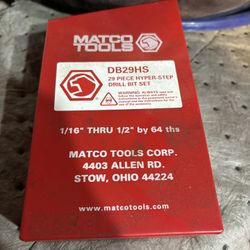 MATCO
TOOLS
DB29HS
29 PIECE HYPER-STEP
DRILL BIT SET
WARNING
1/16" THRU 1/2" by 64 ths
MATCO TOOLS CORP.
4403 ALLEN RD.
STOW, OHIO 44224
www.matcotools.com